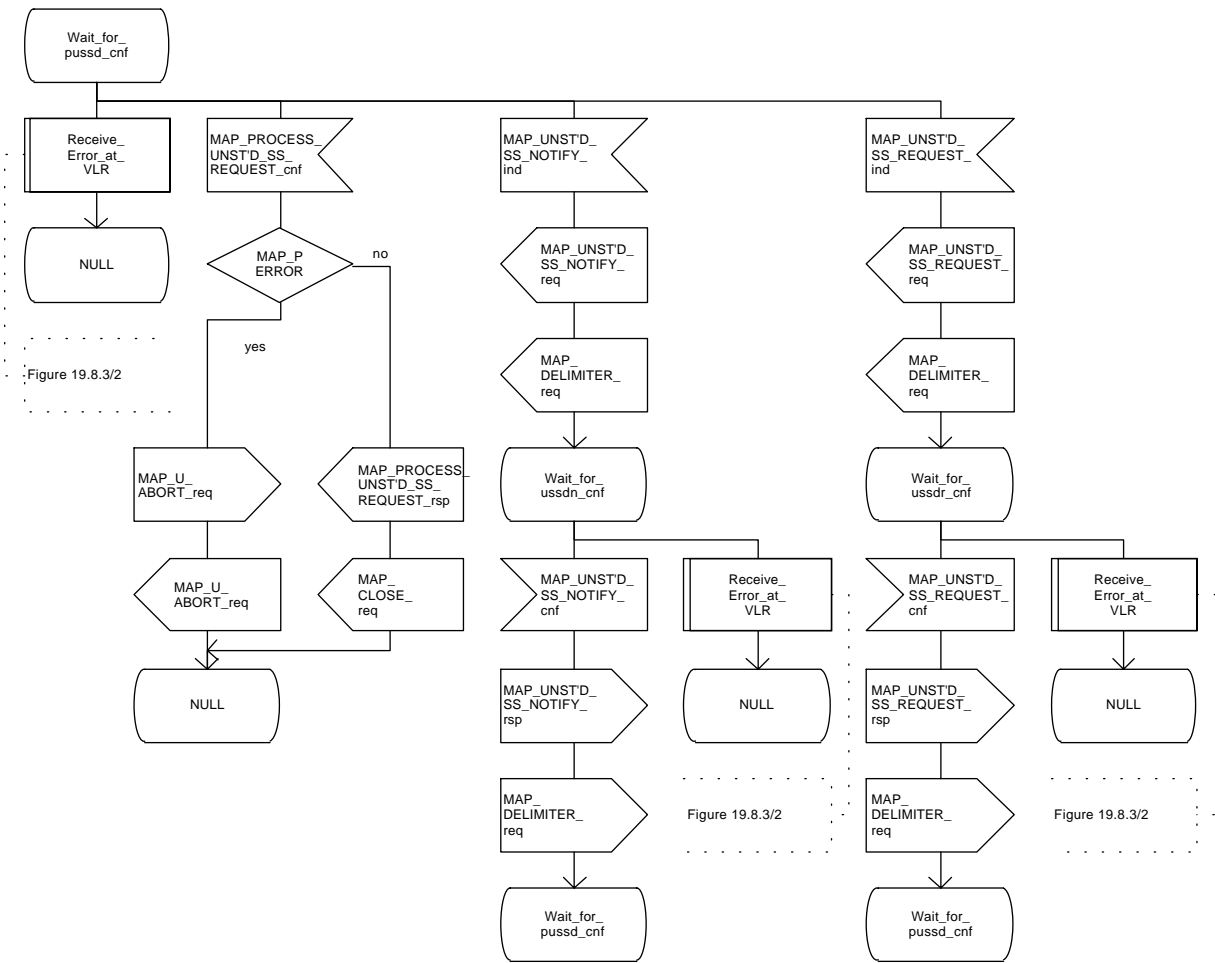 Wait_for_
pussd_cnf
Receive_
Error_at_
VLR
NULL
Figure 19.8.3/2
MAP_PROCESS_
UNST'D_SS_
REQUEST_cnf
MAP_P
ERROR
no
yes
MAP_U_
ABORT_req
MAP_U_
ABORT_req
NULL
MAP_PROCESS_
UNST'D_SS_
REQUEST_rsp
MAP_
CLOSE_
req
MAP_UNST'D_
SS_NOTIFY_
ind
MAP_UNST'D_
SS_NOTIFY_
req
MAP_
DELIMITER_
req
Wait_for_
ussdn_cnf
MAP_UNST'D_
SS_NOTIFY_
cnf
MAP_UNST'D_
SS_NOTIFY_
rsp
MAP_
DELIMITER_
req
Wait_for_
pussd_cnf
Receive_
Error_at_
VLR
NULL
Figure 19.8.3/2
MAP_UNST'D_
SS_REQUEST_
ind
MAP_UNST'D_
SS_REQUEST_
req
MAP_
DELIMITER_
req
Wait_for_
ussdr_cnf
MAP_UNST'D_
SS_REQUEST_
cnf
MAP_UNST'D_
SS_REQUEST_
rsp
MAP_
DELIMITER_
req
Wait_for_
pussd_cnf
Receive_
Error_at_
VLR
NULL
Figure 19.8.3/2